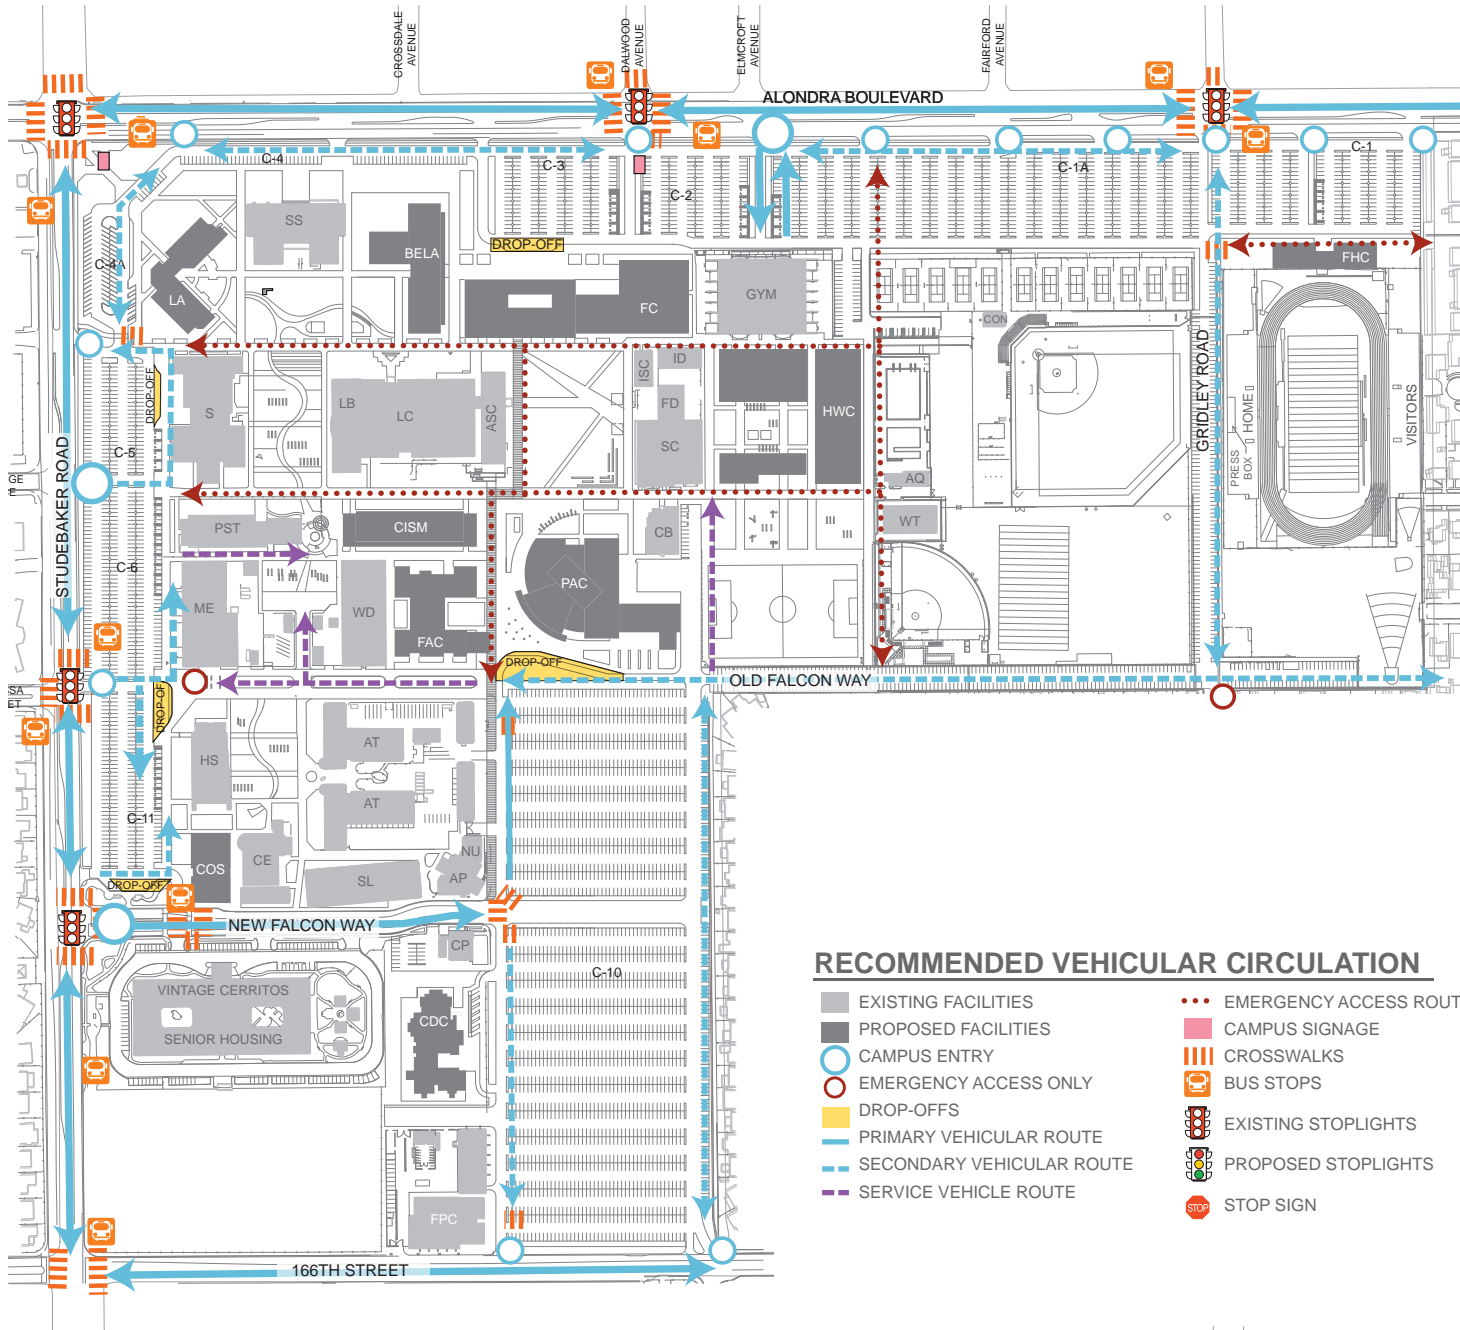 CROSSDALE
AVENUE
DALWOOD
AVENUE
ELMCROFT
AVENUE
FAIRFORD
AVENUE
ALONDRA BOULEVARD
C-4
C-3
C-2
C-1A
C-1
C-4A
SS
BELA
LA
DROP-OFF
FC
GYM
FHC
CON
GRIDLEY ROAD
HOME
PRESS
BOX
VISITORS
STUDEBAKER ROAD
DROP-OFF
S
LB
LC
ASC
ISC
ID
FD
SC
HWC
AQ
WT
C-5
C-6
PST
CISM
CB
PAC
ME
WD
FAC
DROP-OFF
OLD FALCON WAY
DROP-OF
HS
AT
AT
C-11
COS
CE
SL
NU
AP
DROP-OFF
NEW FALCON WAY
CP
C-10
VINTAGE CERRITOS
SENIOR HOUSING
CDC
FPC
166TH STREET
GE
E
SA
ET
RECOMMENDED VEHICULAR CIRCULATION
EXISTING FACILITIES
PROPOSED FACILITIES
CAMPUS ENTRY
EMERGENCY ACCESS ONLY
DROP-OFFS
PRIMARY VEHICULAR ROUTE
SECONDARY VEHICULAR ROUTE
SERVICE VEHICLE ROUTE
EMERGENCY ACCESS ROUT
CAMPUS SIGNAGE
CROSSWALKS
BUS STOPS
EXISTING STOPLIGHTS
PROPOSED STOPLIGHTS
STOP
STOP SIGN